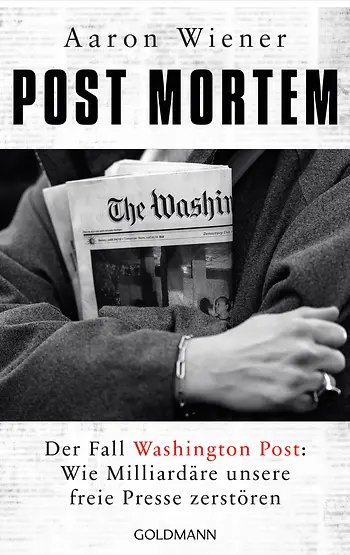 Aaron Wiener
POST MORTEM
The Washin
Der Fall Washington Post:
Wie Milliardäre unsere
freie Presse zerstören
GOLDMANN